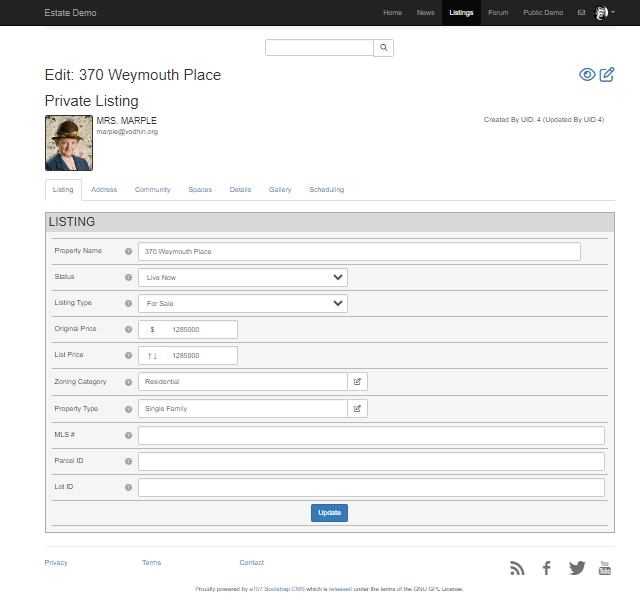 Estate Demo
Home News Listings Forum Public Demo
Edit: 370 Weymouth Place
Private Listing
MRS. MARPLE
marple@vodhin.org
Created By UID: 4 (Updated By UID 4)
Listing Address Community Spaces Details Gallery Scheduling
LISTING
Property Name 370 Weymouth Place
Status Live Now
Listing Type For Sale
Original Price $ 1285000
List Price ↑↓ 1285000
Zoning Category Residential
Property Type Single Family
MLS #
Parcel ID
Lot ID
Update
Privacy Terms Contact
You Tube
Proudly powered by e107 Bootstrap CMS which is released under the terms of the GNU GPL License.